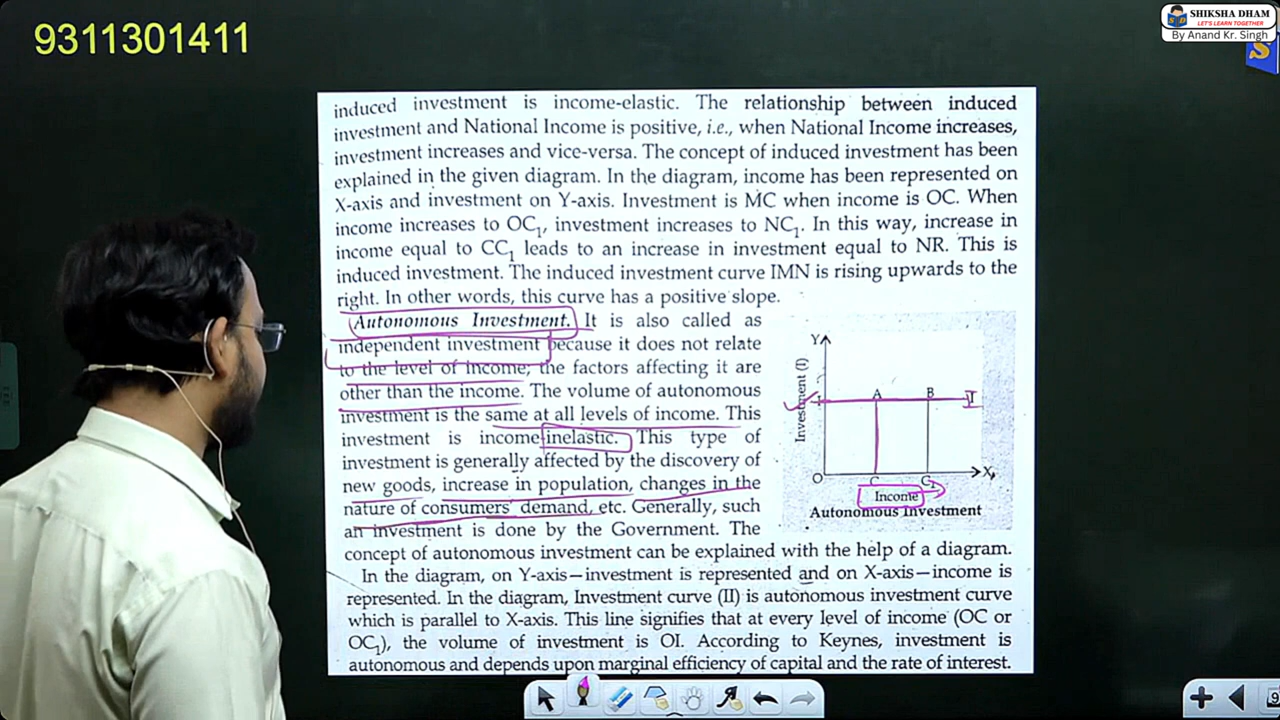 9311301411
SHIKSHA DHAM
LET'S LEARN TOGETHER
By Anand Kr. Singh
induced investment is income-elastic. The relationship between induced
investment and National Income is positive, i.e., when National Income increases,
investment increases and vice-versa. The concept of induced investment has been
explained in the given diagram. In the diagram, income has been represented on
X-axis and investment on Y-axis. Investment is MC when income is OC. When
income increases to OC₁, investment increases to NC₁. In this way, increase in
income equal to CC₁ leads to an increase in investment equal to NR. This is
induced investment. The induced investment curve IMN is rising upwards to the
right. In other words, this curve has a positive slope.
Autonomous Investment. It is also called as
independent investment because it does not relate
to the level of income; the factors affecting it are
other than the income. The volume of autonomous
investment is the same at all levels of income. This
investment is income inelastic. This type of
investment is generally affected by the discovery of
new goods, increase in population, changes in the
nature of consumers' demand, etc. Generally, such
an investment is done by the Government. The
concept of autonomous investment can be explained with the help of a diagram.
Y
Investment (I)
I A B I
O C C₁ X
Income
Autonomous Investment
In the diagram, on Y-axis—investment is represented and on X-axis—income is
represented. In the diagram, Investment curve (II) is autonomous investment curve
which is parallel to X-axis. This line signifies that at every level of income (OC or
OC₁), the volume of investment is OI. According to Keynes, investment is
autonomous and depends upon marginal efficiency of capital and the rate of interest.